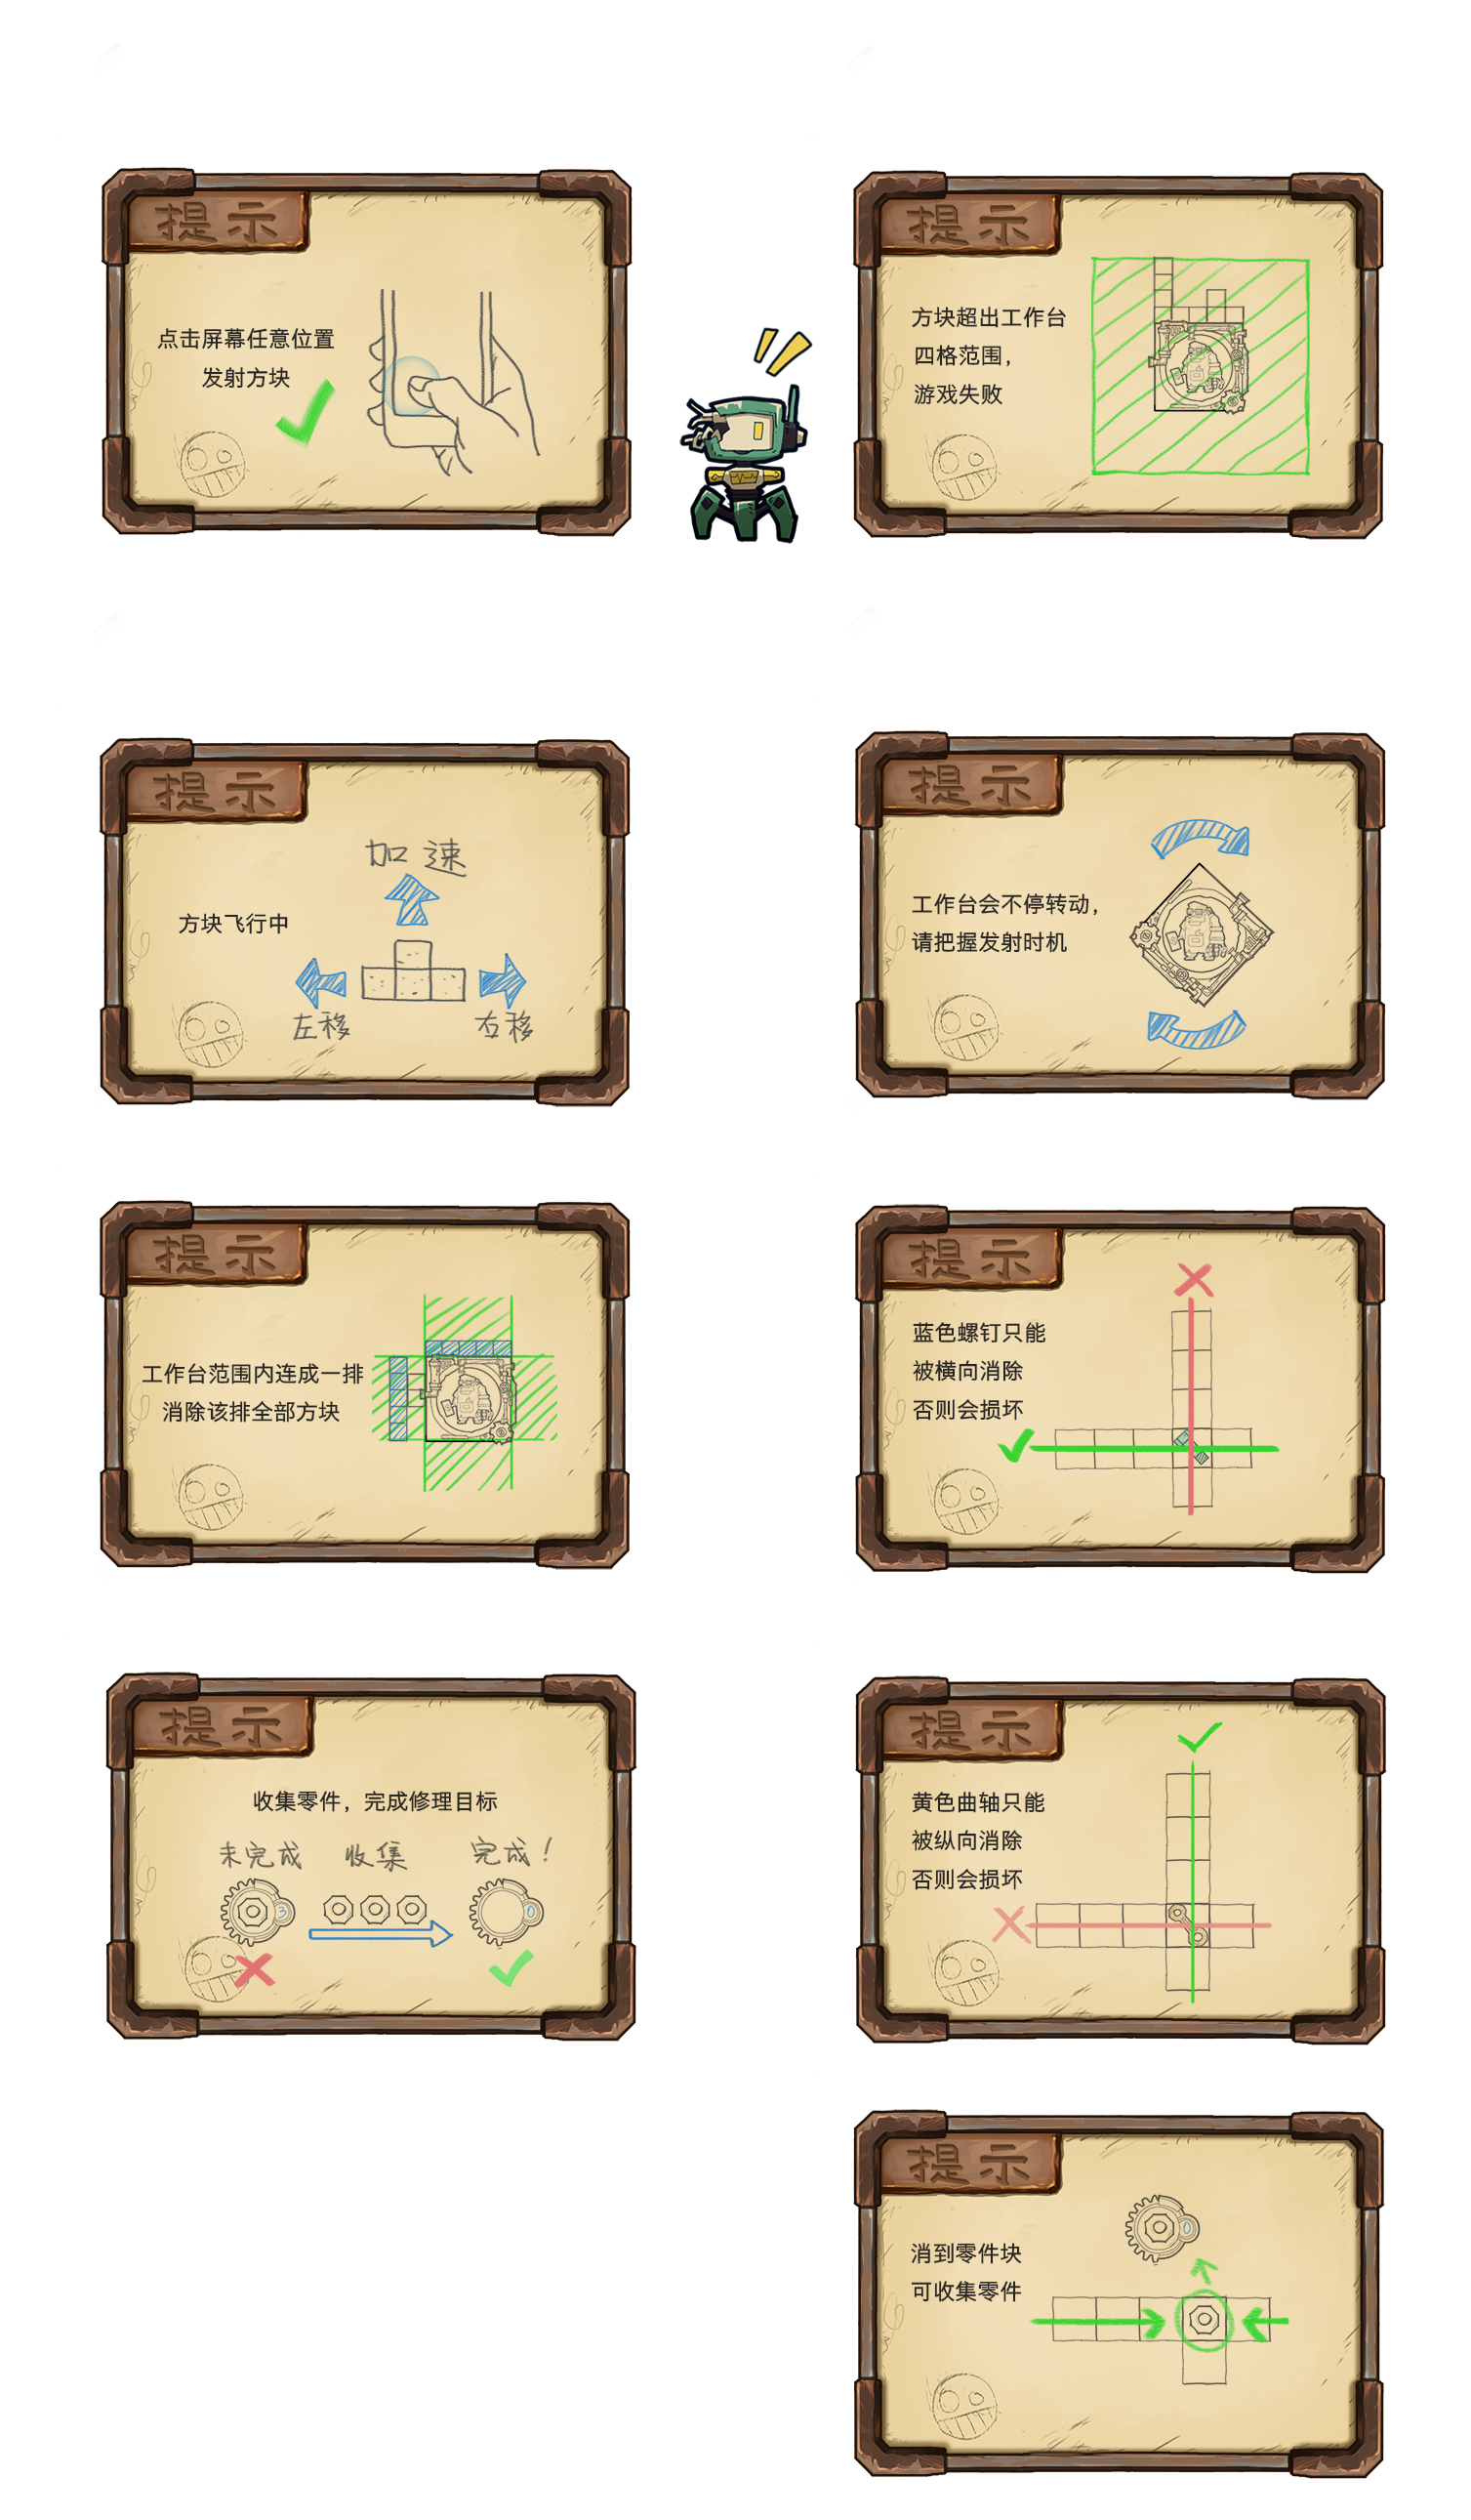 提示
点击屏幕任意位置
发射方块
提示
方块超出工作台
四格范围，
游戏失败
提示
方块飞行中
加速
左移
右移
提示
工作台会不停转动，
请把握发射时机
提示
工作台范围内连成一排
消除该排全部方块
提示
蓝色螺钉只能
被横向消除
否则会损坏
提示
收集零件，完成修理目标
未完成
收集
完成！
3
0
提示
黄色曲轴只能
被纵向消除
否则会损坏
提示
消到零件块
可收集零件
0